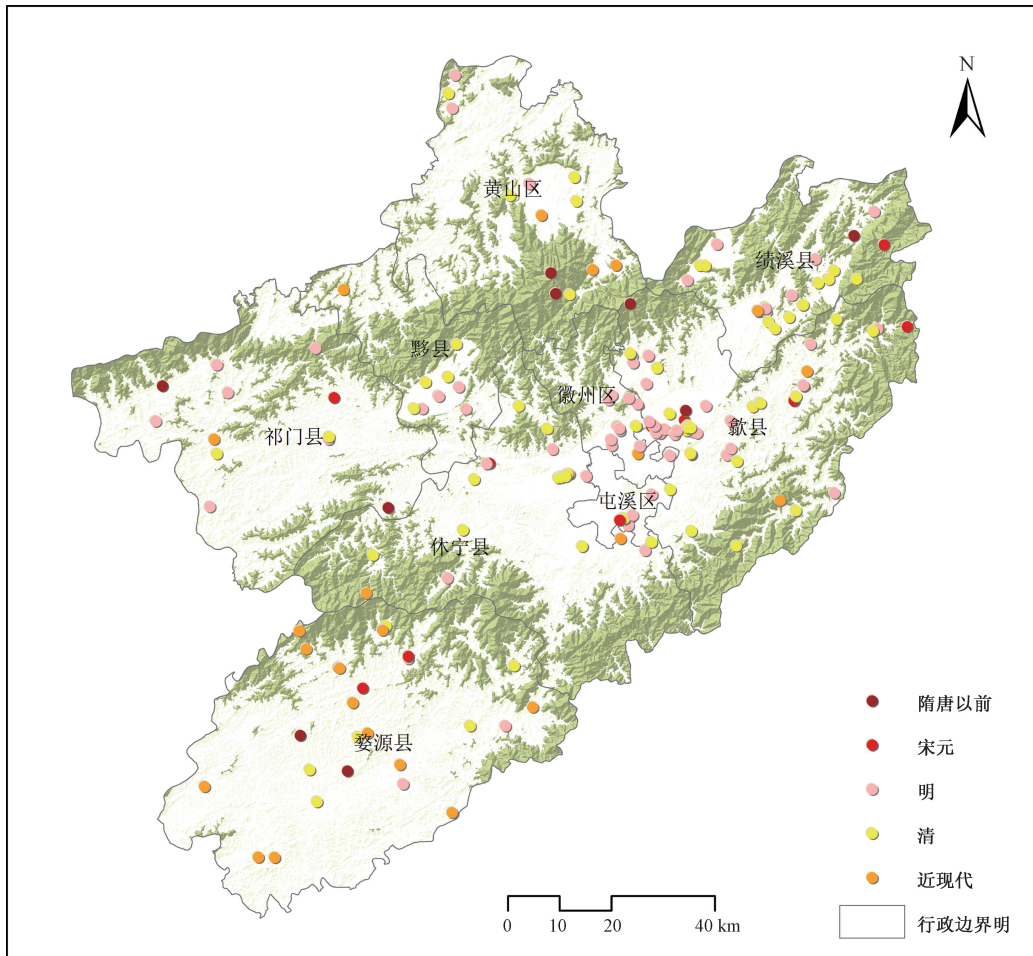 N
黄山区
绩溪县
黟县
徽州区
祁门县
歙县
屯溪区
休宁县
婺源县
隋唐以前
宋元
明
清
近现代
行政边界明
0 10 20 40 km